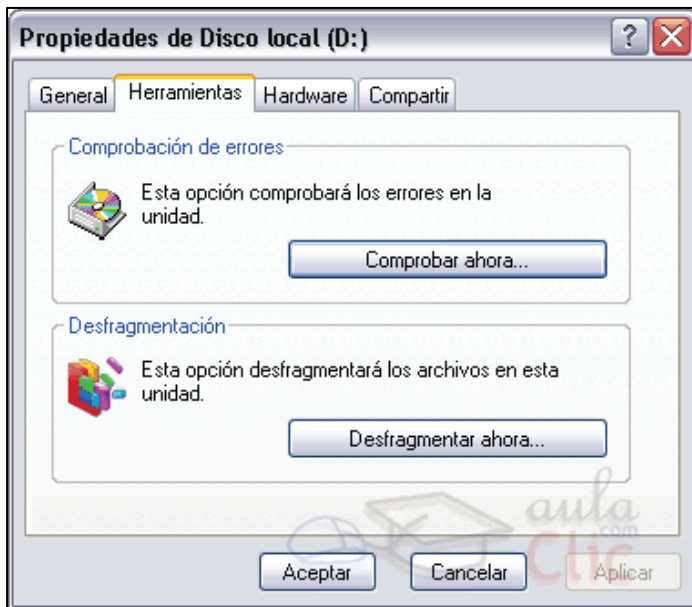 Propiedades de Disco local (D:)
General Herramientas Hardware Compartir
Comprobación de errores
Esta opción comprobará los errores en la
unidad.
Comprobar ahora...
Desfragmentación
Esta opción desfragmentará los archivos en esta
unidad.
Desfragmentar ahora...
aula
.com
Clic
Aceptar Cancelar Aplicar